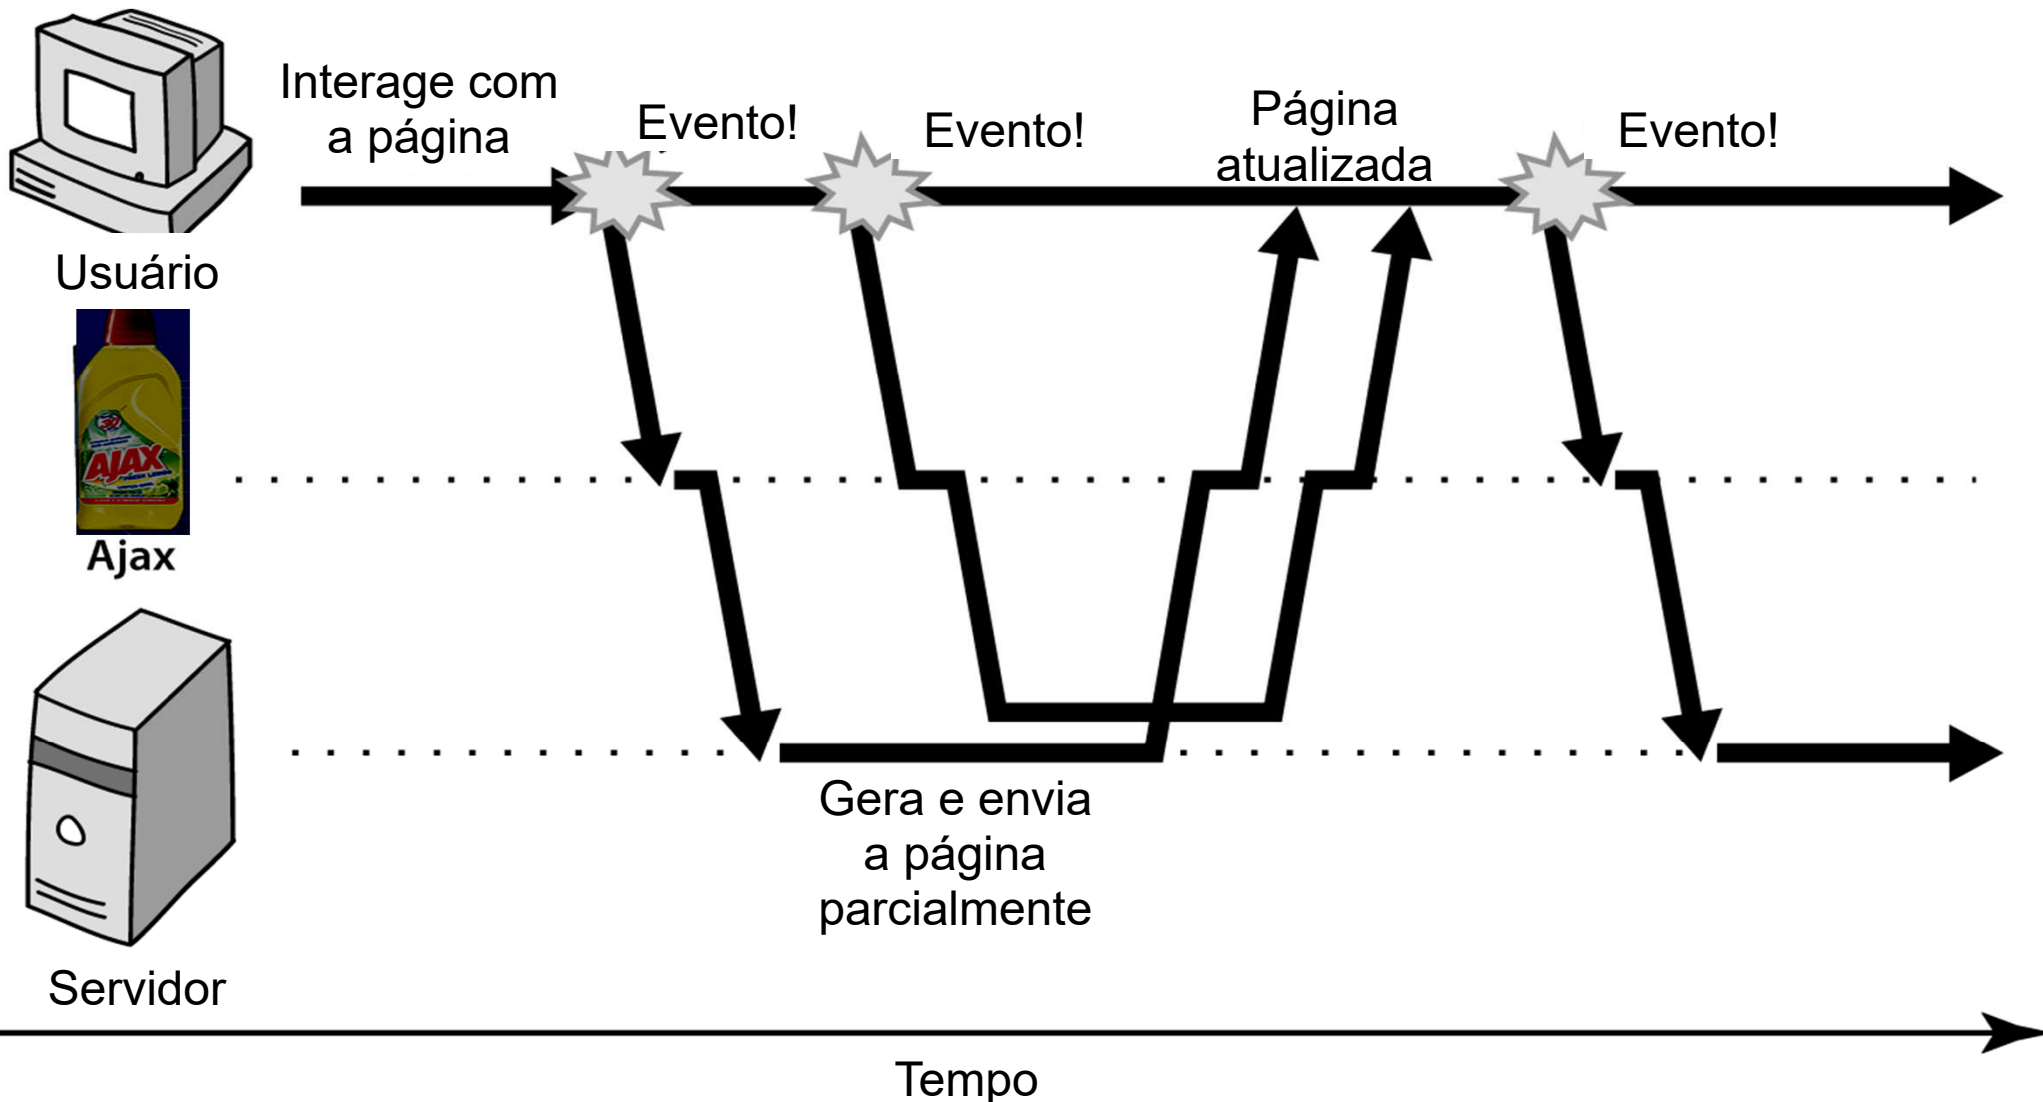 Interage com
a página
Evento!
Evento!
Página
atualizada
Evento!
Usuário
AJAX
Ajax
Gera e envia
a página
parcialmente
Servidor
Tempo